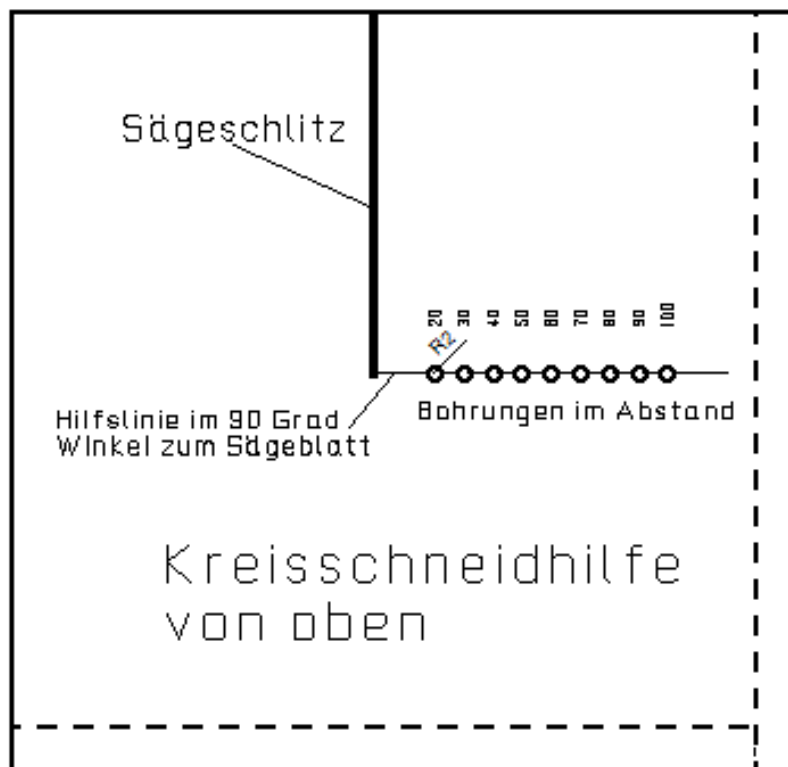 Sägeschlitz
20 30 40 50 60 70 80 90 100
R2
Hilfslinie im 90 Grad
Winkel zum Sägeblatt
Bohrungen im Abstand
Kreisschneidhilfe
von oben